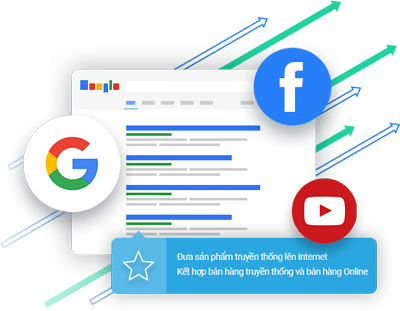 Đưa sản phẩm truyền thống lên Internet
Kết hợp bán hàng truyền thống và bán hàng Online